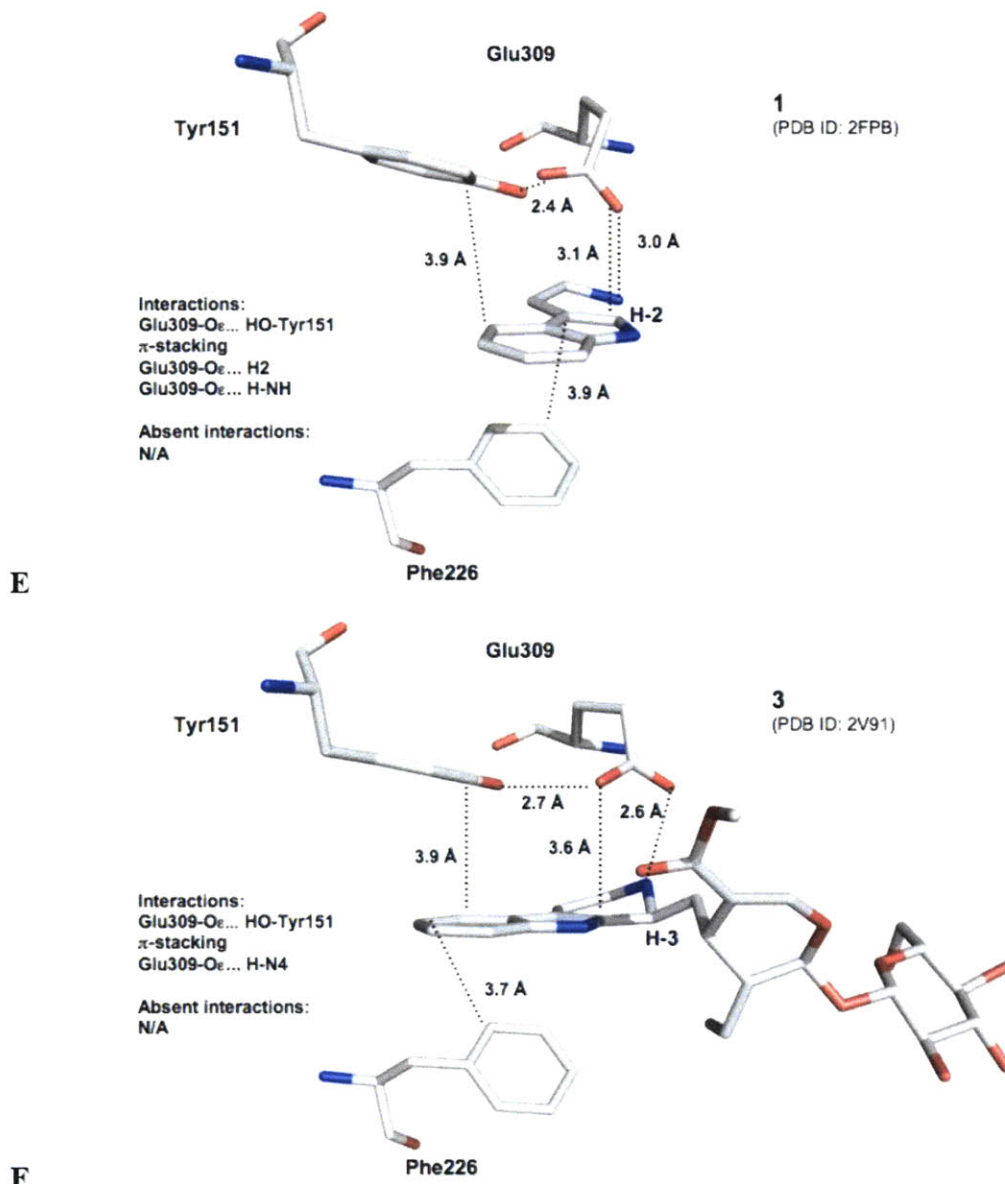 Glu309
1
(PDB ID: 2FPB)
Tyr151
2.4 Å
3.0 Å
3.1 Å
3.9 Å
H-2
Interactions:
Glu309-Oε... HO-Tyr151
π-stacking
Glu309-Oε... H2
Glu309-Oε... H-NH
3.9 Å
Absent interactions:
N/A
Phe226
E
Glu309
3
(PDB ID: 2V91)
Tyr151
2.7 Å
2.6 Å
3.9 Å
3.6 Å
Interactions:
Glu309-Oε... HO-Tyr151
π-stacking
Glu309-Oε... H-N4
H-3
3.7 Å
Absent interactions:
N/A
Phe226